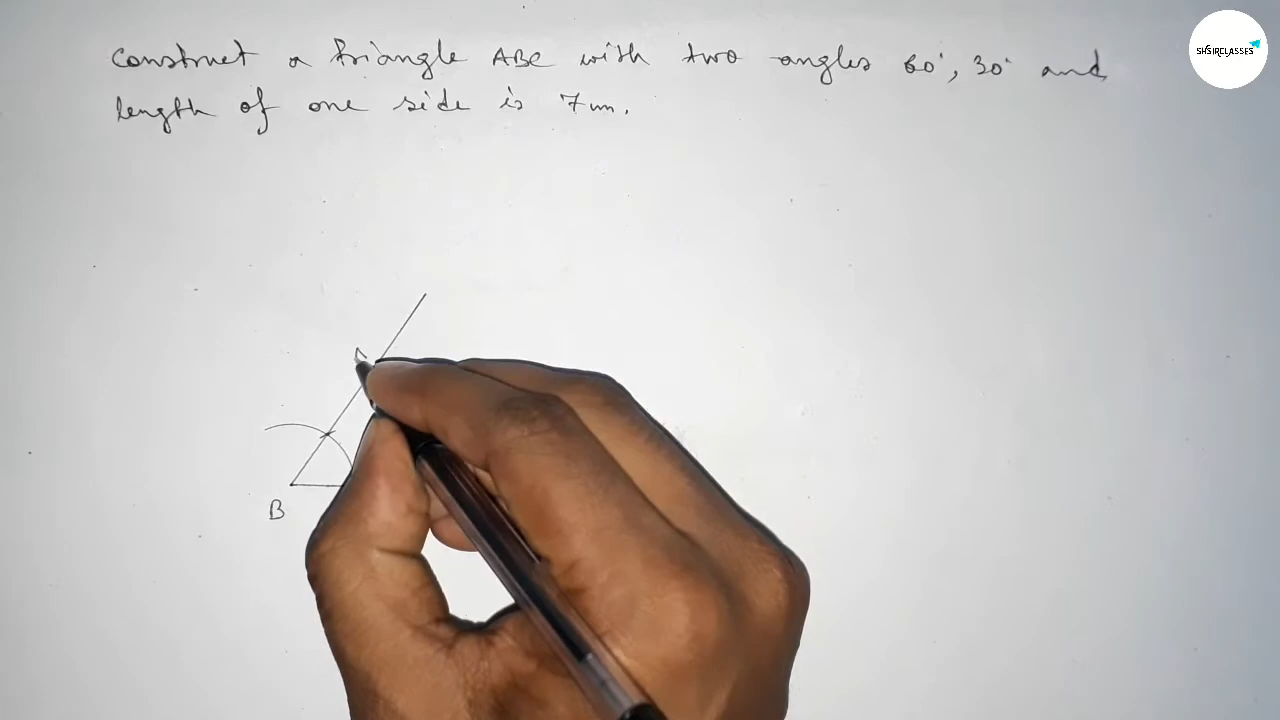 Construct a triangle ABC with two angles 60°, 30° and
length of one side is 7cm.
SHSIRCLASSES
B